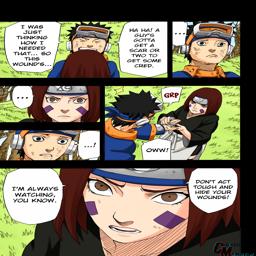 ...
HA HA! A
GUY'S
GOTTA
GET A
SCAR OR
TWO TO
GET SOME
CRED.
I WAS
JUST
THINKING
HOW I
NEEDED
THAT... SO
THIS
WOUND'S...
GRP
OWW!
...
...!
DON'T ACT
TOUGH AND
HIDE YOUR
WOUNDS!
I'M ALWAYS
WATCHING,
YOU KNOW.